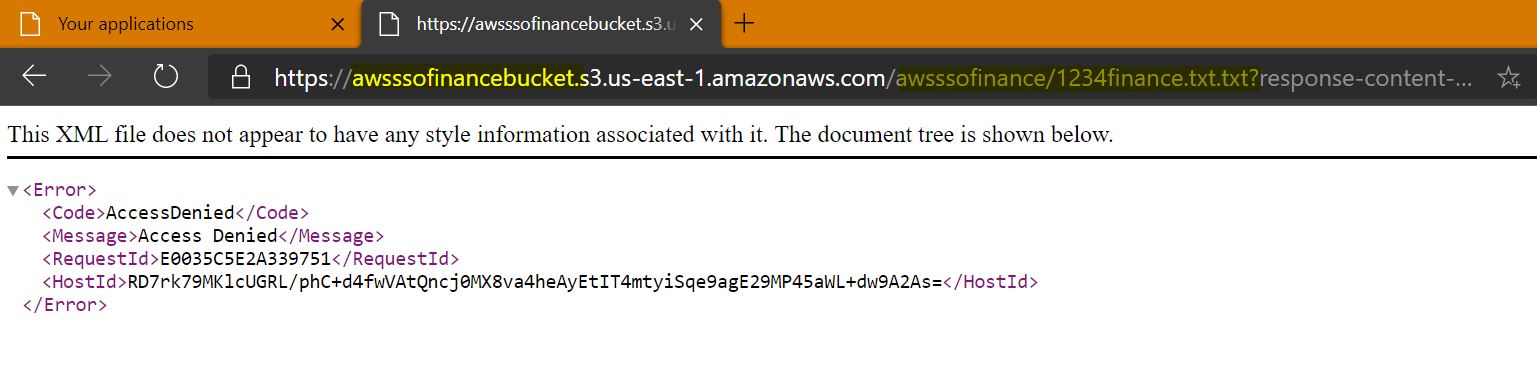 Your applications
https://awsssofinancebucket.s3.u
https://awsssofinancebucket.s3.us-east-1.amazonaws.com/awsssofinance/1234finance.txt.txt?response-content-...
This XML file does not appear to have any style information associated with it. The document tree is shown below.
<Error>
<Code>AccessDenied</Code>
<Message>Access Denied</Message>
<RequestId>E0035C5E2A339751</RequestId>
<HostId>RD7rk79MKlcUGRL/phC+d4fwVAtQncj0MX8va4heAyEtIT4mtyiSqe9agE29MP45aWL+dw9A2As=</HostId>
</Error>